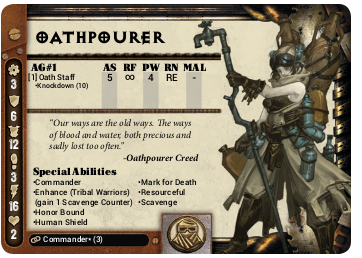 OATHPOURER
AG#1 AS RF PW RN MAL
[1] Oath Staff 5 ∞ 4 RE -
•Knockdown (10)
3
6
12
3
16
2
"Our ways are the old ways. The ways
of blood and water, both precious and
sadly lost too often."
-Oathpourer Creed
Special Abilities
•Commander
•Enhance (Tribal Warriors)
(gain 1 Scavenge Counter)
•Honor Bound
•Human Shield
•Mark for Death
•Resourceful
•Scavenge
Commander• (3)